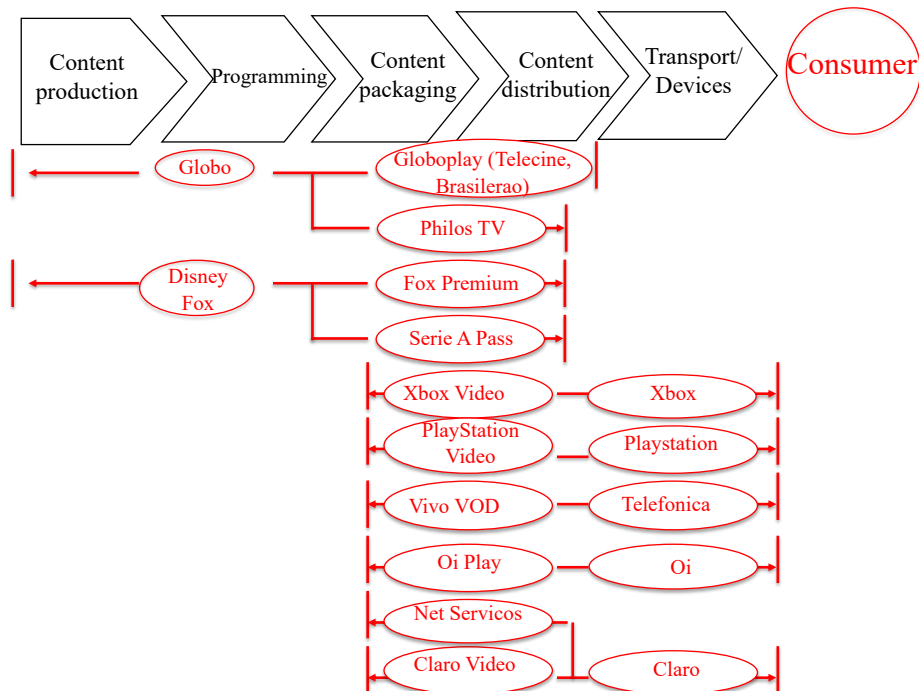 Content
production
Programming
Content
packaging
Content
distribution
Transport/
Devices
Consumer
Globo
Globoplay (Telecine,
Brasilerao)
Philos TV
Disney
Fox
Fox Premium
Serie A Pass
Xbox Video
Xbox
PlayStation
Video
Playstation
Vivo VOD
Telefonica
Oi Play
Oi
Net Servicos
Claro Video
Claro